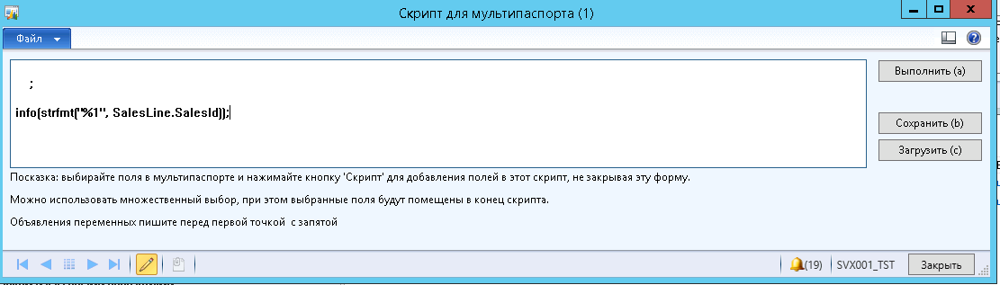 Скрипт для мультипаспорта (1)
Файл
;
info(strfmt("%1", SalesLine.SalesId));
Выполнить (a)
Сохранить (b)
Загрузить (c)
Посказка: выбирайте поля в мультипаспорте и нажимайте кнопку 'Скрипт' для добавления полей в этот скрипт, не закрывая эту форму.
Можно использовать множественный выбор, при этом выбранные поля будут помещены в конец скрипта.
Объявления переменных пишите перед первой точкой с запятой
(19)
SVX001_TST
Закрыть